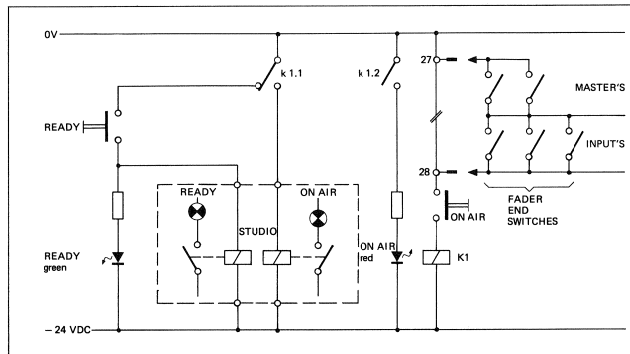 0V
k 1.1
k 1.2
27
MASTER'S
READY
INPUT'S
28
READY
ON AIR
FADER
END
SWITCHES
ON AIR
STUDIO
READY
green
ON AIR
red
K1
– 24 VDC